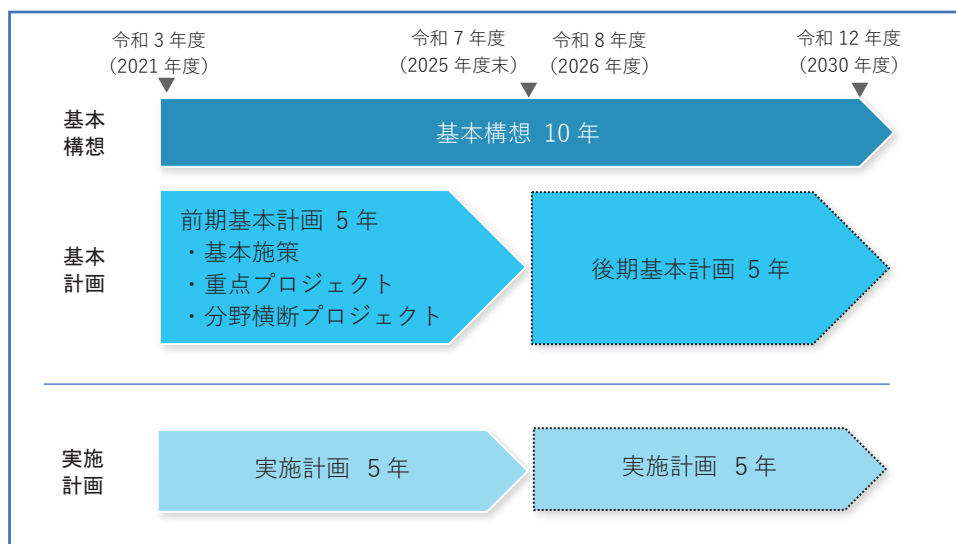 令和 3 年度
（2021 年度）
令和 7 年度
（2025 年度末）
令和 8 年度
（2026 年度）
令和 12 年度
（2030 年度）
基本
構想
基本構想 10 年
基本
計画
前期基本計画 5 年
・基本施策
・重点プロジェクト
・分野横断プロジェクト
後期基本計画 5 年
実施
計画
実施計画 5 年
実施計画 5 年